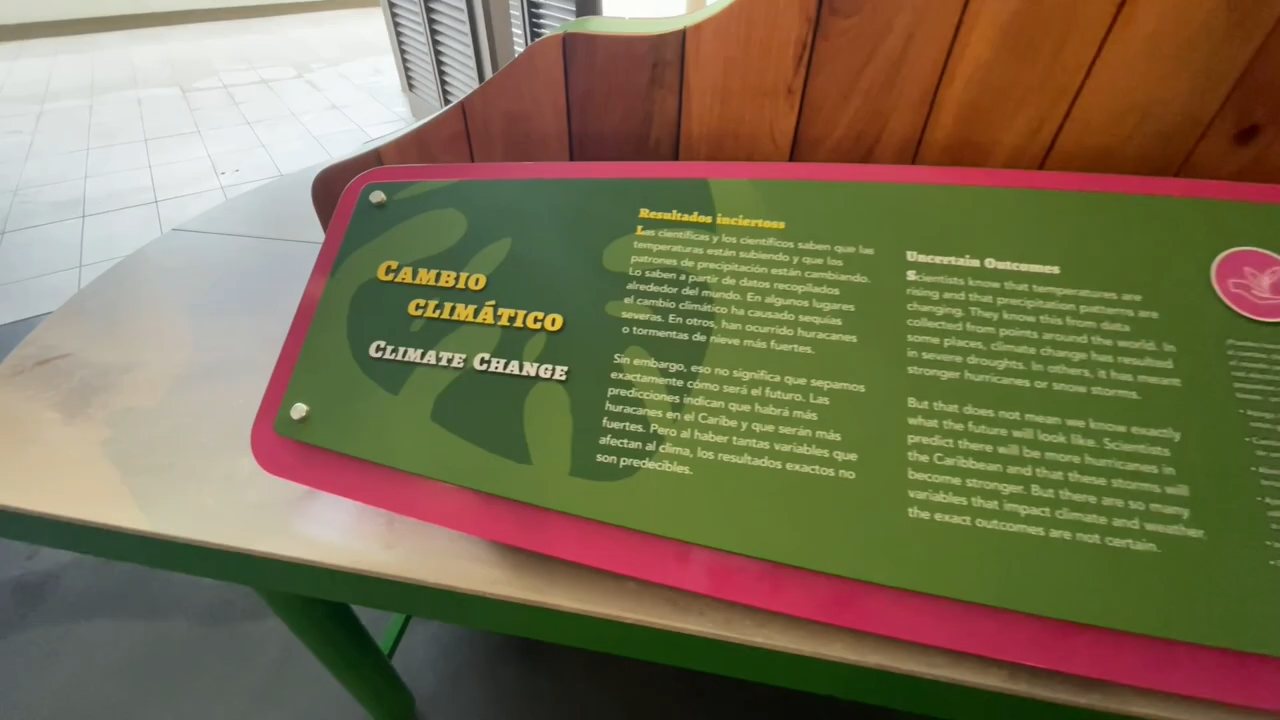 CAMBIO
CLIMÁTICO
CLIMATE CHANGE
Resultados inciertoss
Las científicas y los científicos saben que las
temperaturas están subiendo y que los
patrones de precipitación están cambiando.
Lo saben a partir de datos recopilados
alrededor del mundo. En algunos lugares
el cambio climático ha causado sequías
severas. En otros, han ocurrido huracanes
o tormentas de nieve más fuertes.
Sin embargo, eso no significa que sepamos
exactamente cómo será el futuro. Las
predicciones indican que habrá más
huracanes en el Caribe y que serán más
fuertes. Pero al haber tantas variables que
afectan al clima, los resultados exactos no
son predecibles.
Uncertain Outcomes
Scientists know that temperatures are
rising and that precipitation patterns are
changing. They know this from data
collected from points around the world. In
some places, climate change has resulted
in severe droughts. In others, it has meant
stronger hurricanes or snow storms.
But that does not mean we know exactly
what the future will look like. Scientists
predict there will be more hurricanes in
the Caribbean and that these storms will
become stronger. But there are so many
variables that impact climate and weather,
the exact outcomes are not certain.